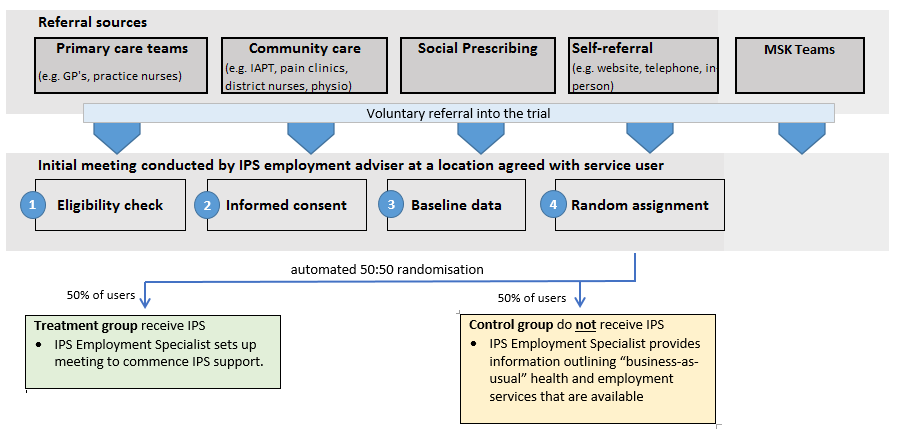 Referral sources
Primary care teams
(e.g. GP's, practice nurses)
Community care
(e.g. IAPT, pain clinics,
district nurses, physio)
Social Prescribing
Self-referral
(e.g. website, telephone, in-
person)
MSK Teams
Voluntary referral into the trial
Initial meeting conducted by IPS employment adviser at a location agreed with service user
1 Eligibility check
2 Informed consent
3 Baseline data
4 Random assignment
automated 50:50 randomisation
50% of users
50% of users
Treatment group receive IPS
• IPS Employment Specialist sets up
meeting to commence IPS support.
Control group do not receive IPS
• IPS Employment Specialist provides
information outlining “business-as-
usual” health and employment
services that are available